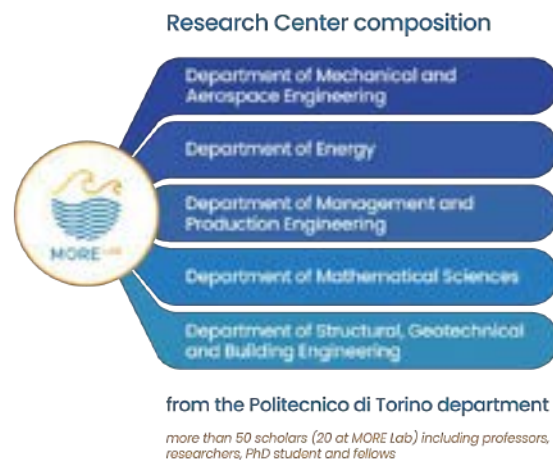 Research Center composition
Department of Mechanical and
Aerospace Engineering
Department of Energy
Department of Management and
Production Engineering
MORE
Department of Mathematical Sciences
Department of Structural, Geotechnical
and Building Engineering
from the Politecnico di Torino department
more than 50 scholars (20 at MORE Lab) including professors,
researchers, PhD student and fellows